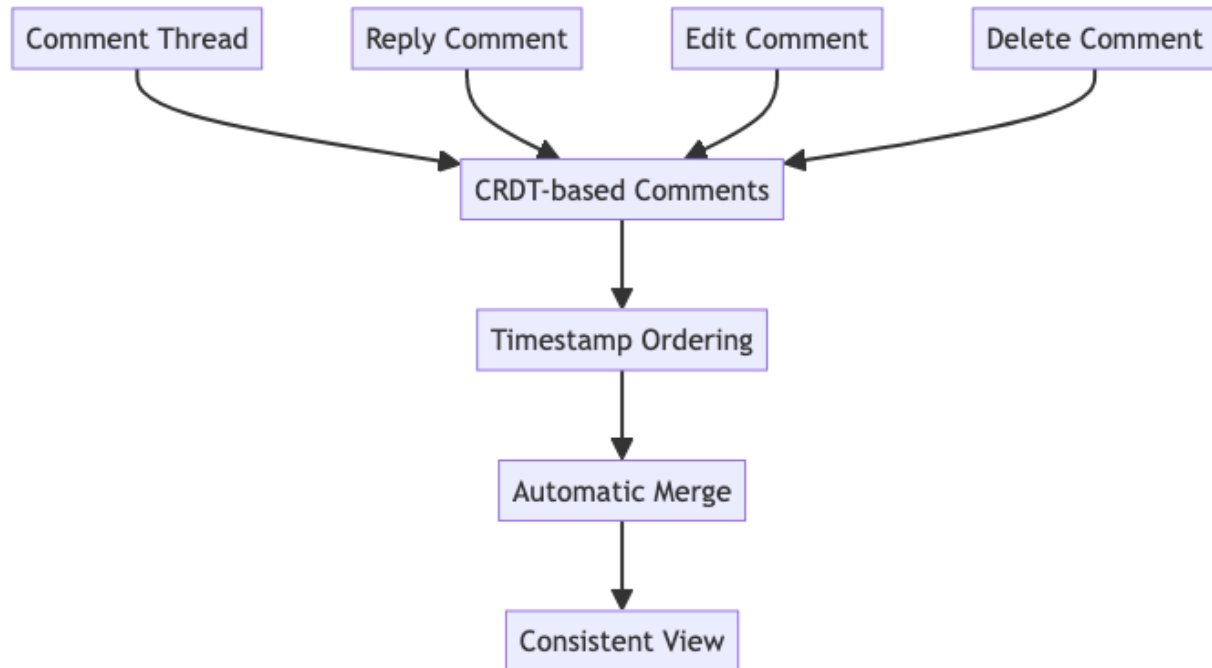 Comment Thread
Reply Comment
Edit Comment
Delete Comment
CRDT-based Comments
Timestamp Ordering
Automatic Merge
Consistent View